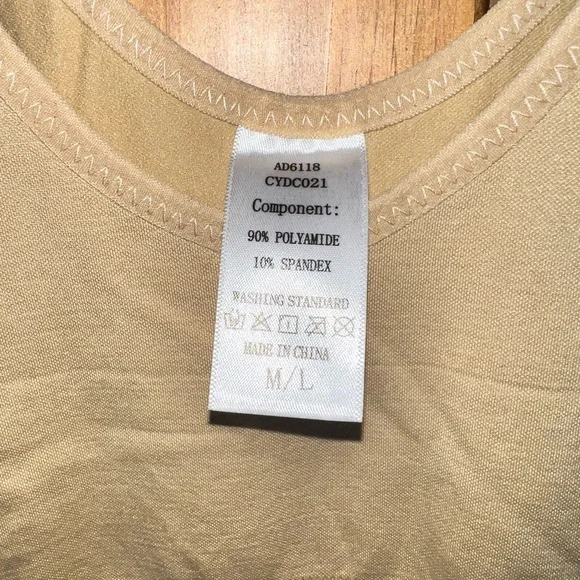 AD6118
CYDC021
Component:
90% POLYAMIDE
10% SPANDEX
WASHING STANDARD
MADE IN CHINA
M/L